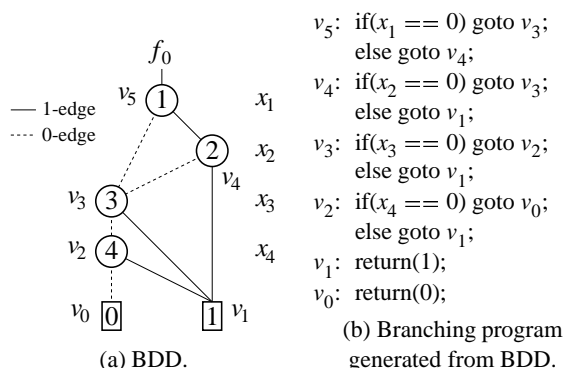 f₀
1-edge
0-edge
v₅ 1 x₁
2 x₂
v₄
v₃ 3 x₃
v₂ 4 x₄
v₀ 0 1 v₁
(a) BDD.
v₅: if(x₁ == 0) goto v₃;
else goto v₄;
v₄: if(x₂ == 0) goto v₃;
else goto v₁;
v₃: if(x₃ == 0) goto v₂;
else goto v₁;
v₂: if(x₄ == 0) goto v₀;
else goto v₁;
v₁: return(1);
v₀: return(0);
(b) Branching program
generated from BDD.